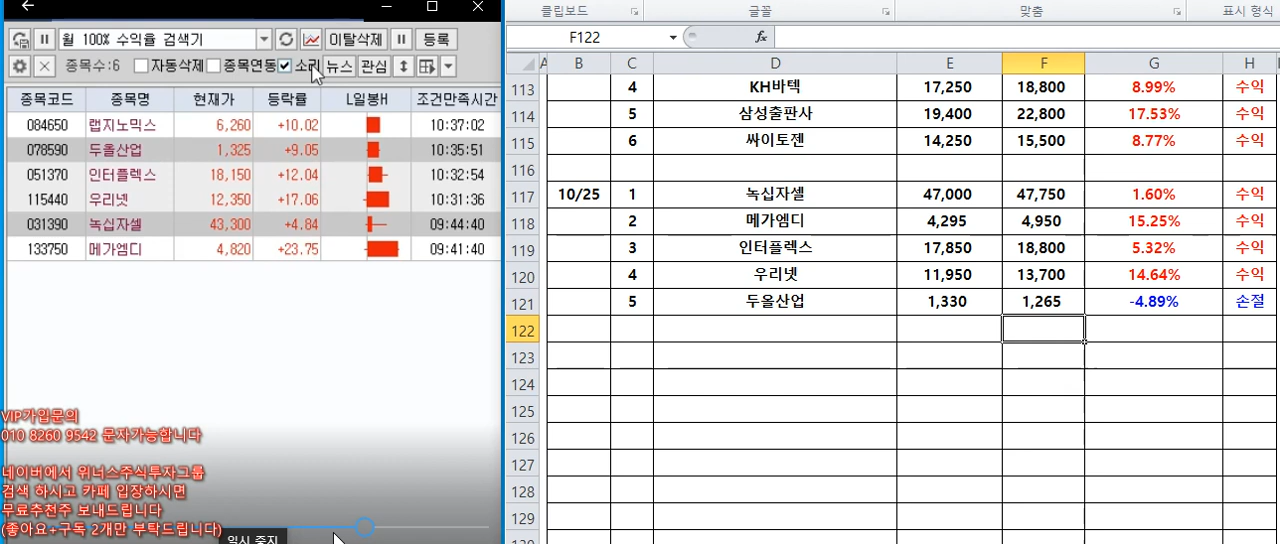 월 100% 수익율 검색기 이탈삭제 등록
종목수:6 자동삭제 종목연동 소리 뉴스 관심
종목코드 종목명 현재가 등락률 L일봉H 조건만족시간
084650 랩지노믹스 6,260 +10.02 10:37:02
078590 두올산업 1,325 +9.05 10:35:51
051370 인터플렉스 18,150 +12.04 10:32:54
115440 우리넷 12,350 +17.06 10:31:36
031390 녹십자셀 43,300 +4.84 09:44:40
133750 메가엠디 4,820 +23.75 09:41:40
VIP가입문의
010 8260 9542 문자가능합니다
네이버에서 위너스주식투자그룹
검색 하시고 카페 입장하시면
무료추천주 보내드립니다
(좋아요+구독 2개만 부탁드립니다)
일시 중지
클립보드 글꼴 맞춤 표시 형식
F122 fx
A B C D E F G H
113 4 KH바텍 17,250 18,800 8.99% 수익
114 5 삼성출판사 19,400 22,800 17.53% 수익
115 6 싸이토젠 14,250 15,500 8.77% 수익
116
117 10/25 1 녹십자셀 47,000 47,750 1.60% 수익
118 2 메가엠디 4,295 4,950 15.25% 수익
119 3 인터플렉스 17,850 18,800 5.32% 수익
120 4 우리넷 11,950 13,700 14.64% 수익
121 5 두올산업 1,330 1,265 -4.89% 손절
122
123
124
125
126
127
128
129
130